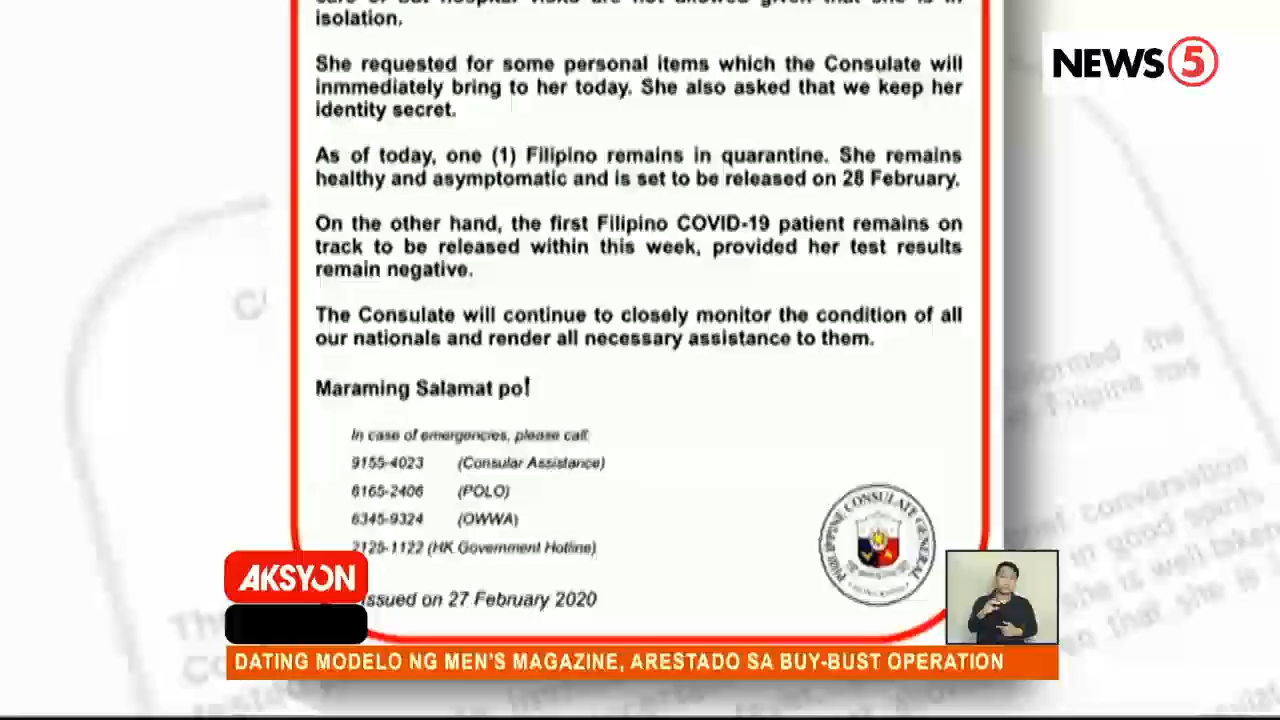 isolation.
She requested for some personal items which the Consulate will
inmmediately bring to her today. She also asked that we keep her
identity secret.
As of today, one (1) Filipino remains in quarantine. She remains
healthy and asymptomatic and is set to be released on 28 February.
On the other hand, the first Filipino COVID-19 patient remains on
track to be released within this week, provided her test results
remain negative.
The Consulate will continue to closely monitor the condition of all
our nationals and render all necessary assistance to them.
Maraming Salamat po!
In case of emergencies, please call:
9155-4023 (Consular Assistance)
6165-2406 (POLO)
6345-9324 (OWWA)
2125-1122 (HK Government Hotline)
issued on 27 February 2020
PHILIPPINE CONSULATE GENERAL
NEWS 5
AKSYON
DATING MODELO NG MEN'S MAGAZINE, ARESTADO SA BUY-BUST OPERATION